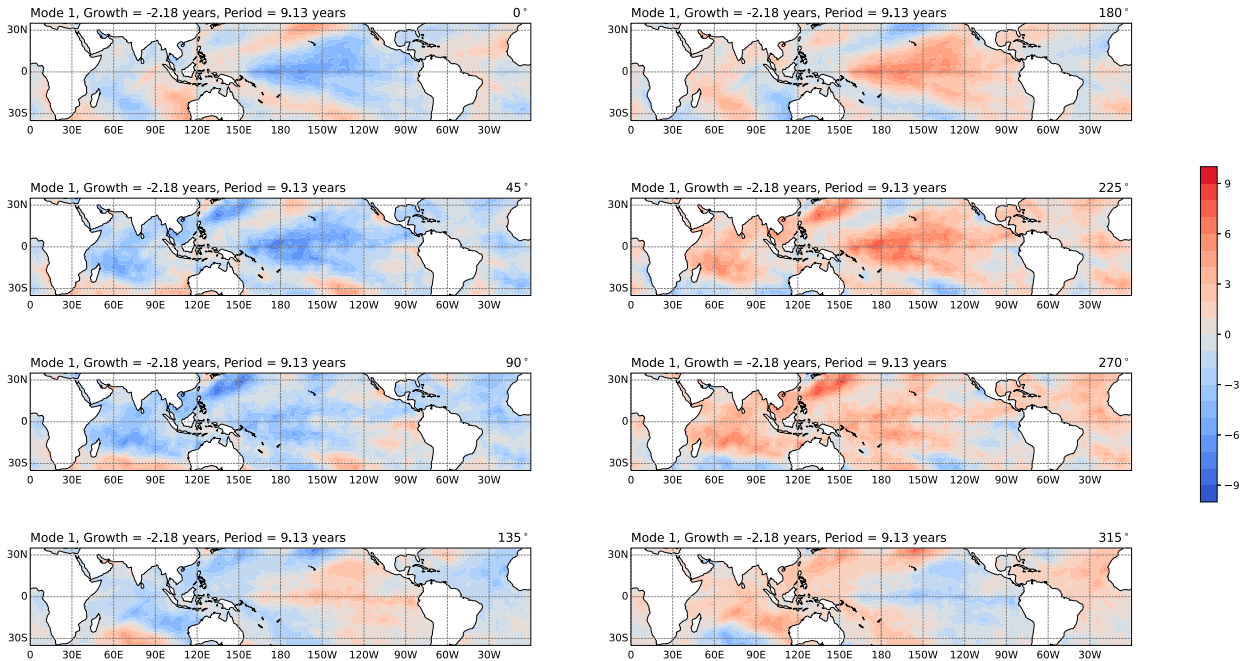 Mode 1, Growth = -2.18 years, Period = 9.13 years 0°
30N
0
30S
0 30E 60E 90E 120E 150E 180 150W 120W 90W 60W 30W
Mode 1, Growth = -2.18 years, Period = 9.13 years 180°
30N
0
30S
0 30E 60E 90E 120E 150E 180 150W 120W 90W 60W 30W
Mode 1, Growth = -2.18 years, Period = 9.13 years 45°
30N
0
30S
0 30E 60E 90E 120E 150E 180 150W 120W 90W 60W 30W
Mode 1, Growth = -2.18 years, Period = 9.13 years 225°
30N
0
30S
0 30E 60E 90E 120E 150E 180 150W 120W 90W 60W 30W
Mode 1, Growth = -2.18 years, Period = 9.13 years 90°
30N
0
30S
0 30E 60E 90E 120E 150E 180 150W 120W 90W 60W 30W
Mode 1, Growth = -2.18 years, Period = 9.13 years 270°
30N
0
30S
0 30E 60E 90E 120E 150E 180 150W 120W 90W 60W 30W
Mode 1, Growth = -2.18 years, Period = 9.13 years 135°
30N
0
30S
0 30E 60E 90E 120E 150E 180 150W 120W 90W 60W 30W
Mode 1, Growth = -2.18 years, Period = 9.13 years 315°
30N
0
30S
0 30E 60E 90E 120E 150E 180 150W 120W 90W 60W 30W
9
6
3
0
−3
−6
−9